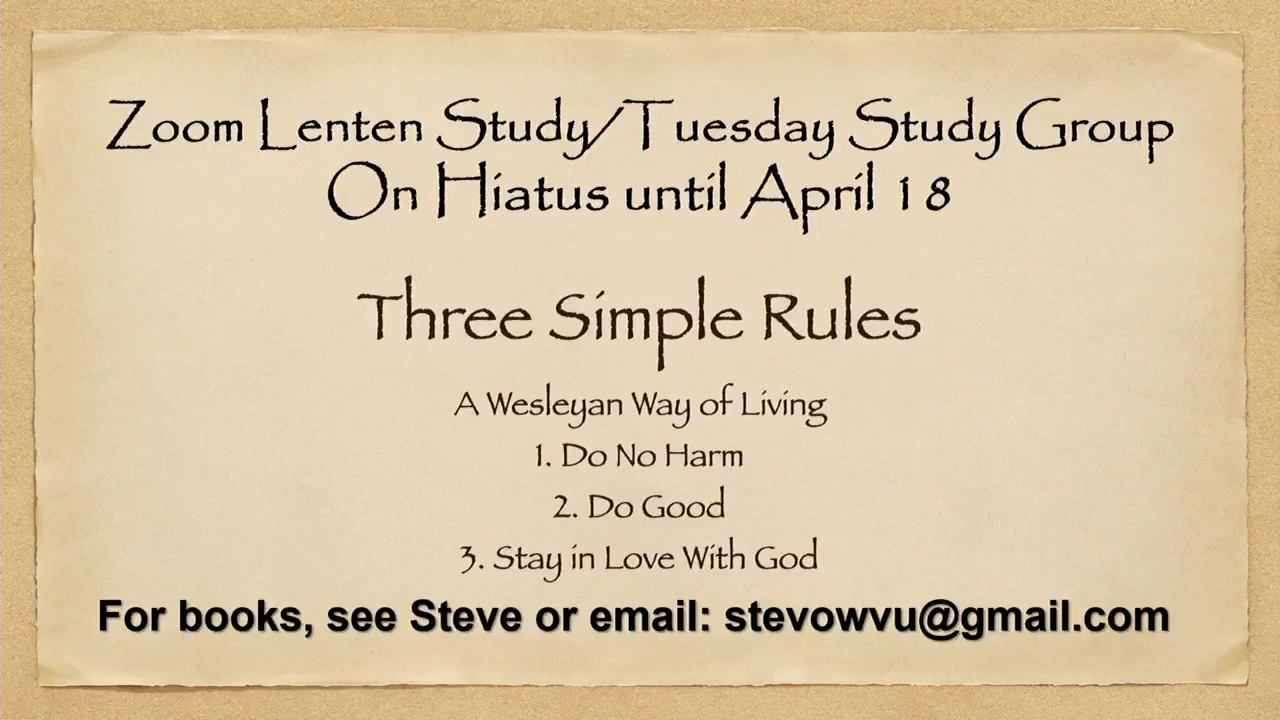 Zoom Lenten Study/Tuesday Study Group
On Hiatus until April 18
Three Simple Rules
A Wesleyan Way of Living
1. Do No Harm
2. Do Good
3. Stay in Love With God
For books, see Steve or email: stevowvu@gmail.com